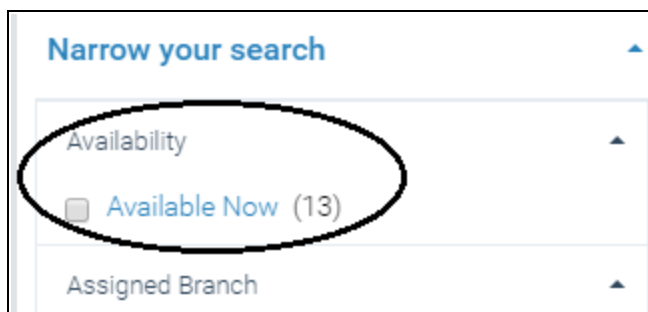 Narrow your search
Availability
Available Now (13)
Assigned Branch